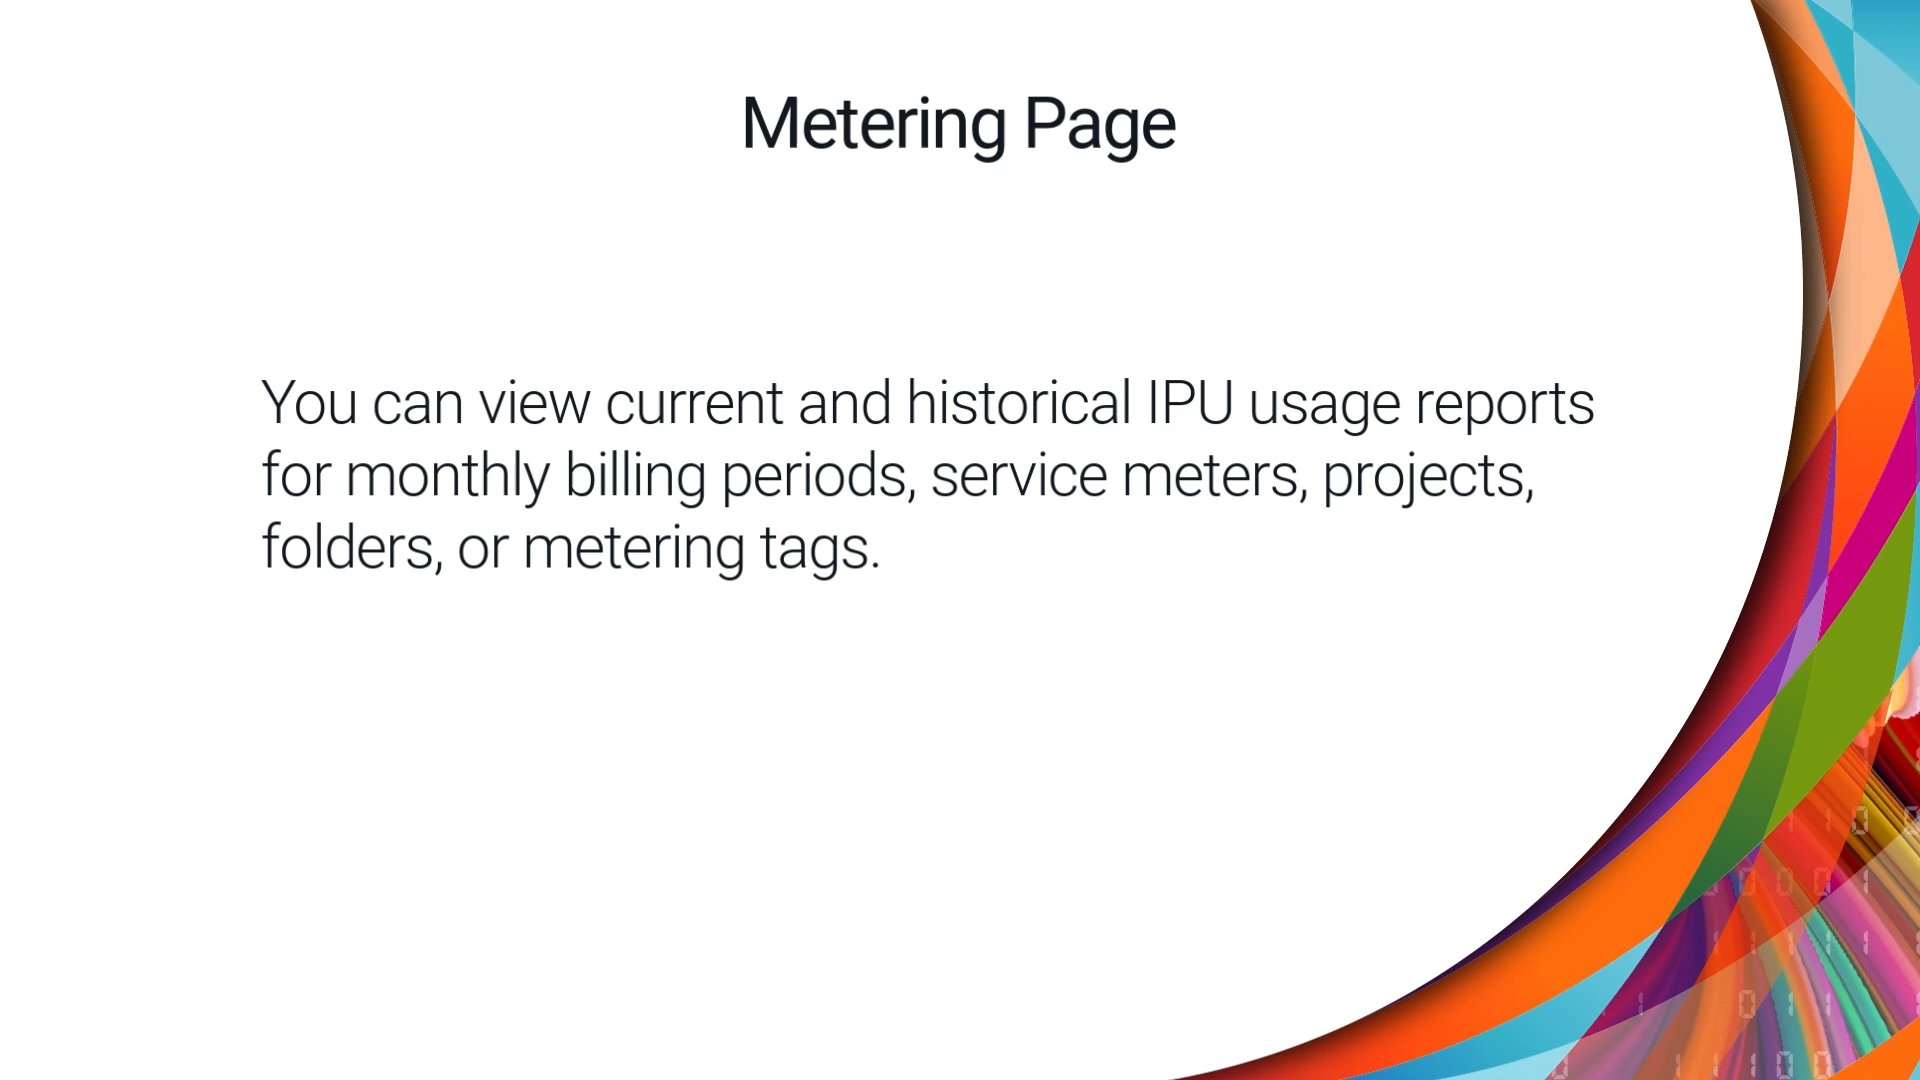 Metering Page
You can view current and historical IPU usage reports
for monthly billing periods, service meters, projects,
folders, or metering tags.